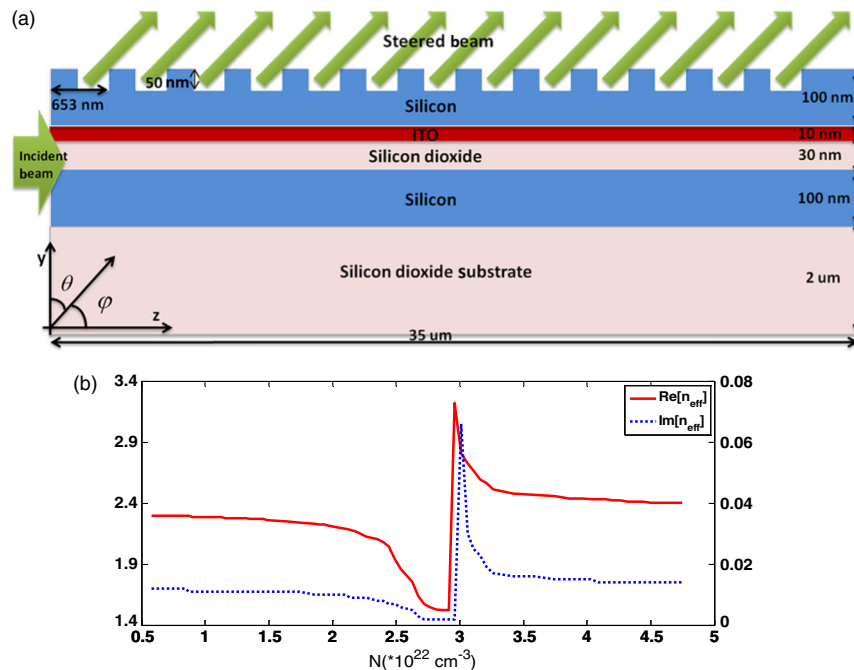 (a)
Steered beam
50 nm
653 nm
Silicon
100 nm
ITO
10 nm
Incident
beam
Silicon dioxide
30 nm
Silicon
100 nm
y
θ
φ
z
Silicon dioxide substrate
2 um
35 um
(b)
3.4
2.9
2.4
1.9
1.4
0.08
0.06
0.04
0.02
0
Re[n_eff]
Im[n_eff]
0.5 1 1.5 2 2.5 3 3.5 4 4.5 5
N(*10^22 cm^-3)